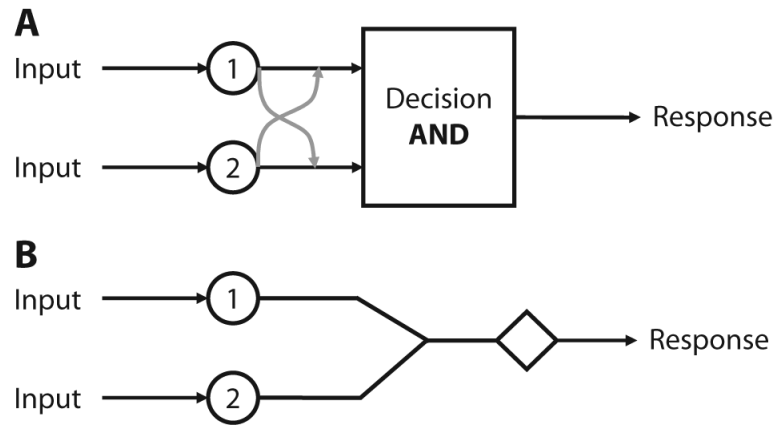 A
Input
1
Decision
AND
Response
Input
2
B
Input
1
Response
Input
2